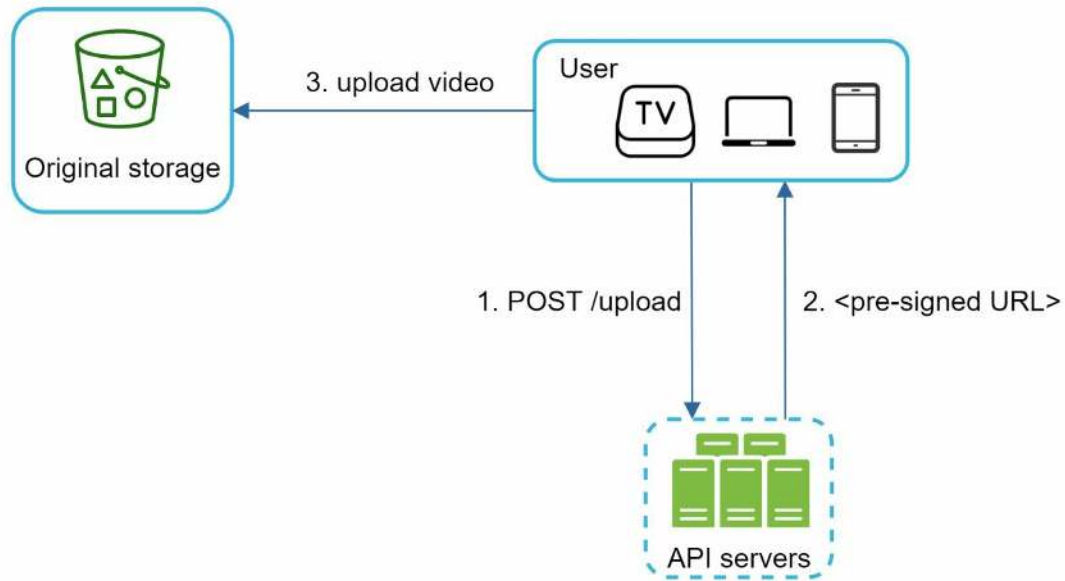 3. upload video
User
TV
Original storage
1. POST /upload
2. <pre-signed URL>
API servers